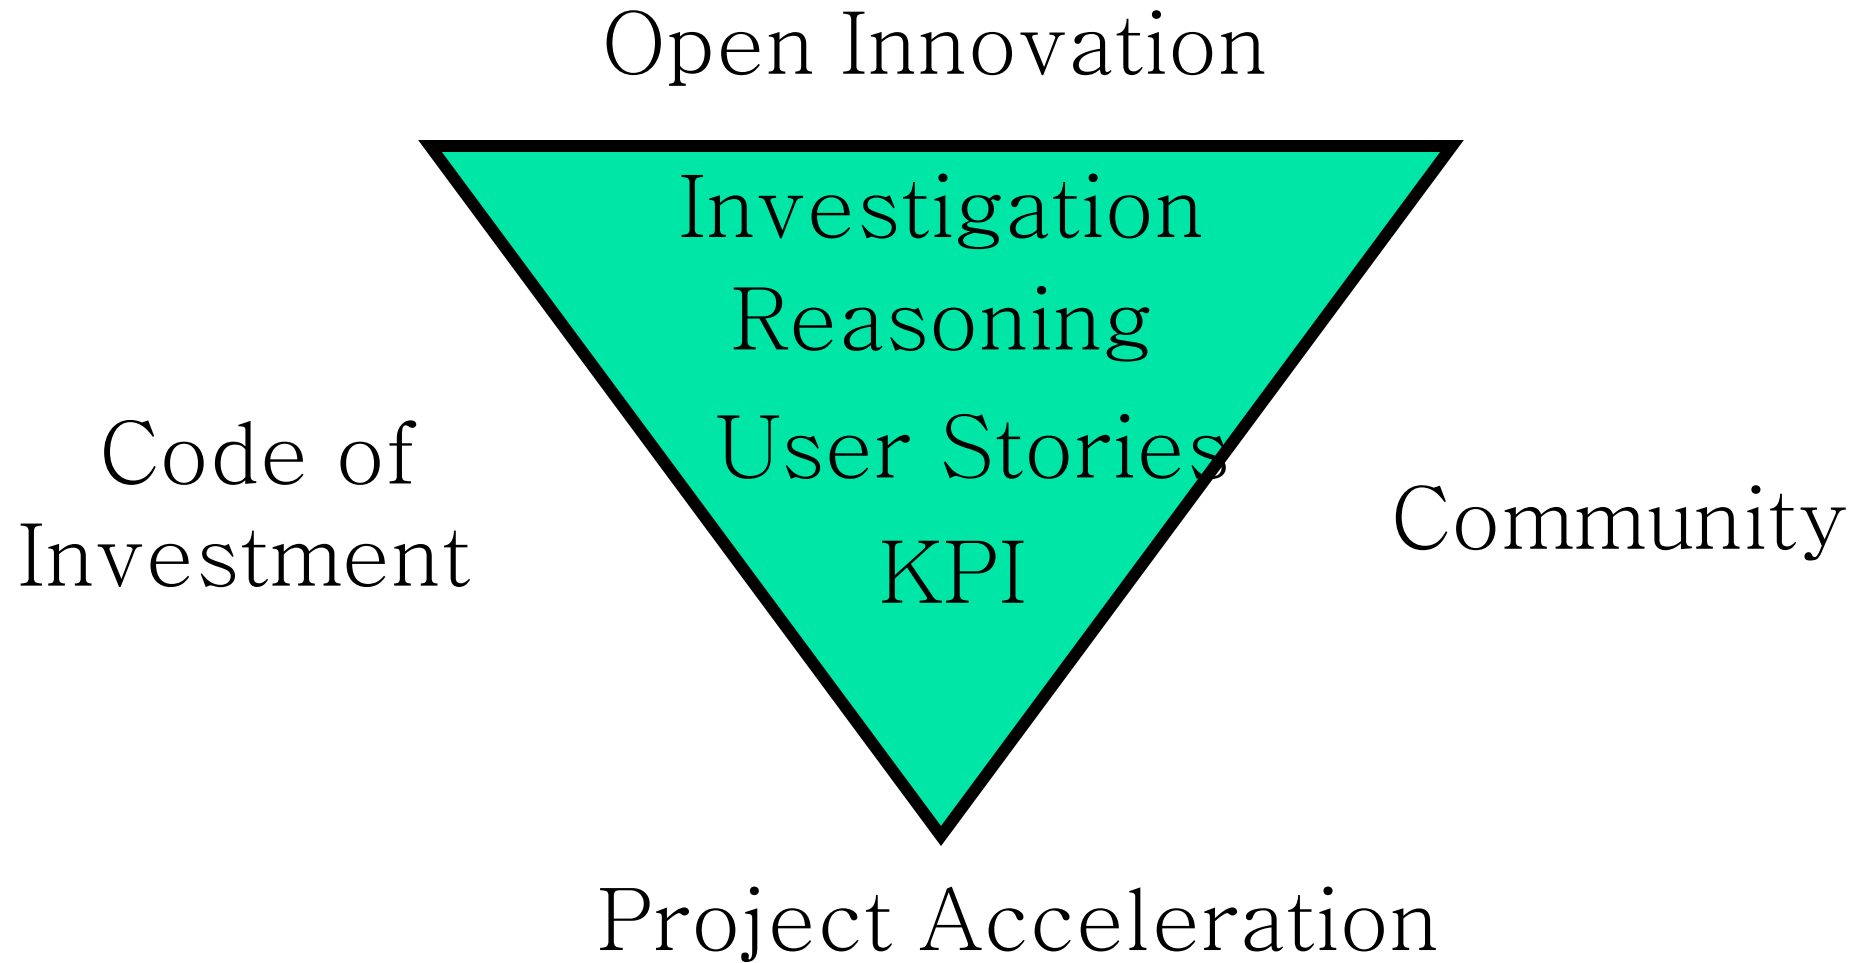 Open Innovation
Investigation
Reasoning
User Stories
KPI
Code of
Investment
Community
Project Acceleration